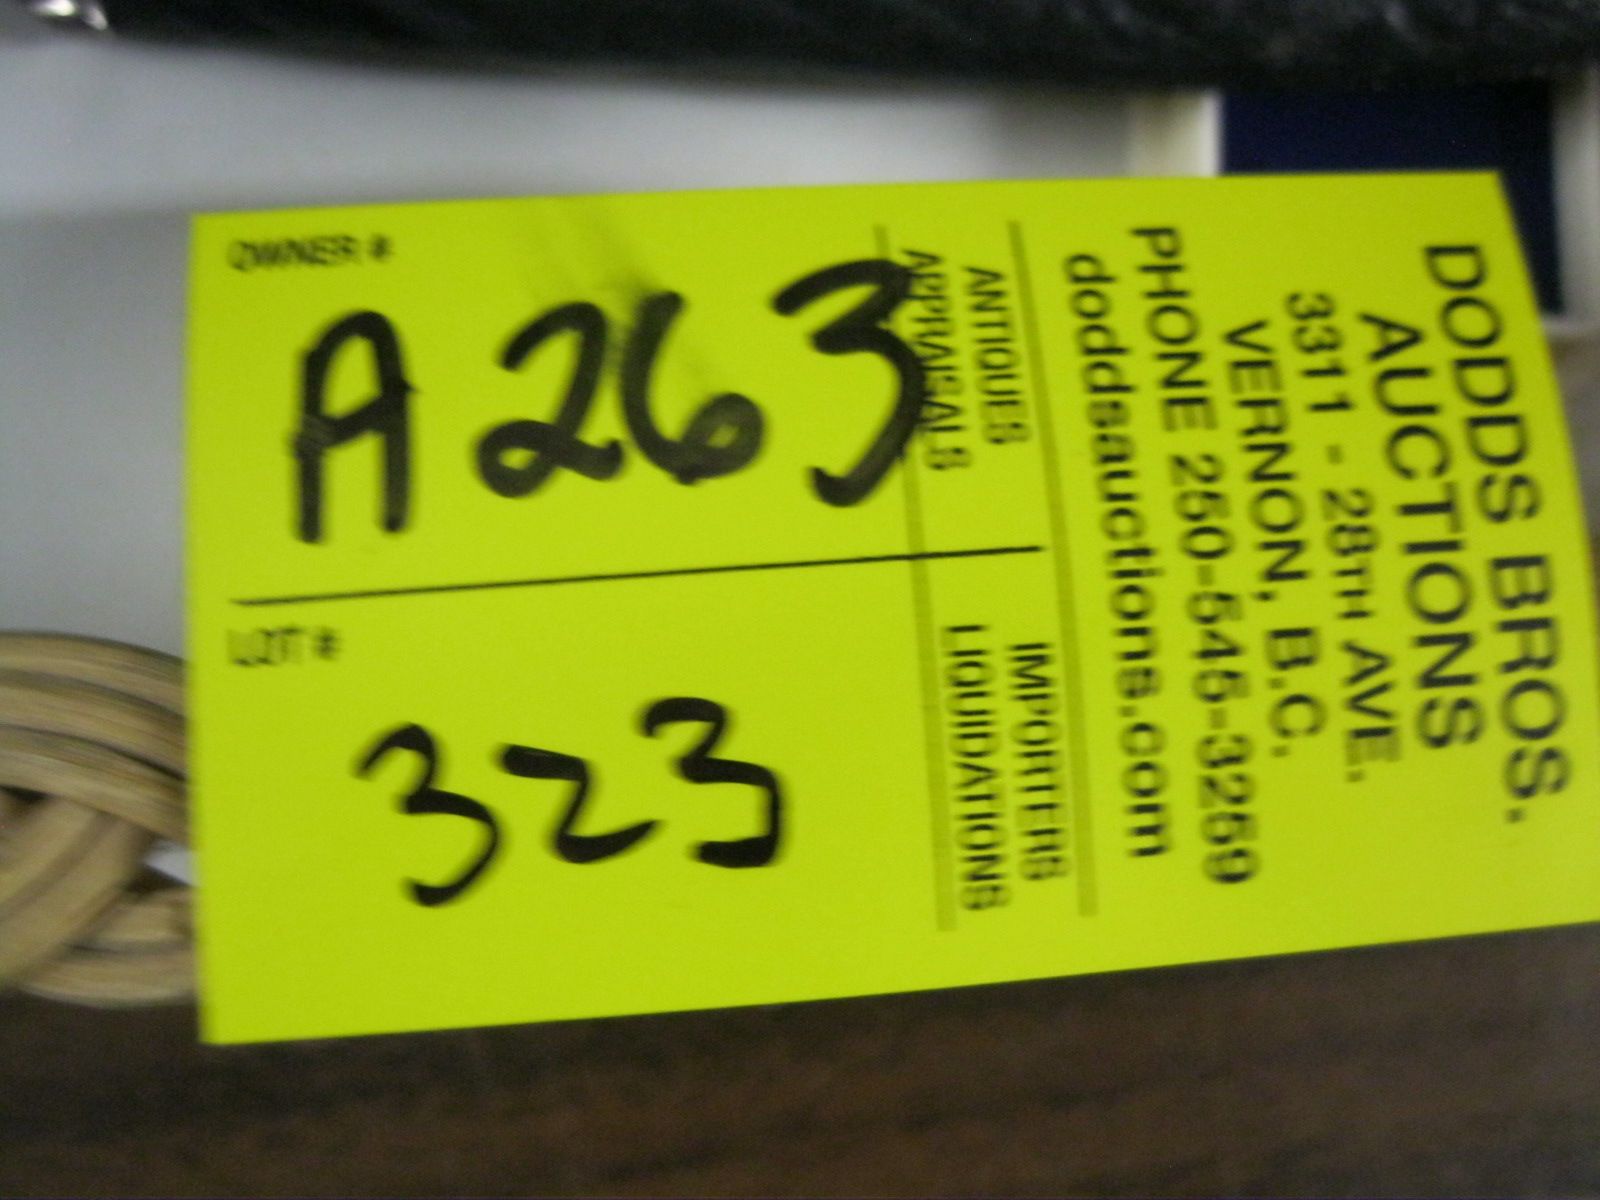 OWNER #
A263
LOT #
323
DODDS BROS.
AUCTIONS
3311 - 28TH AVE.
VERNON, B.C.
PHONE 250-545-3259
doddsauctions.com
ANTIQUES IMPORTERS
APPRAISALS LIQUIDATIONS